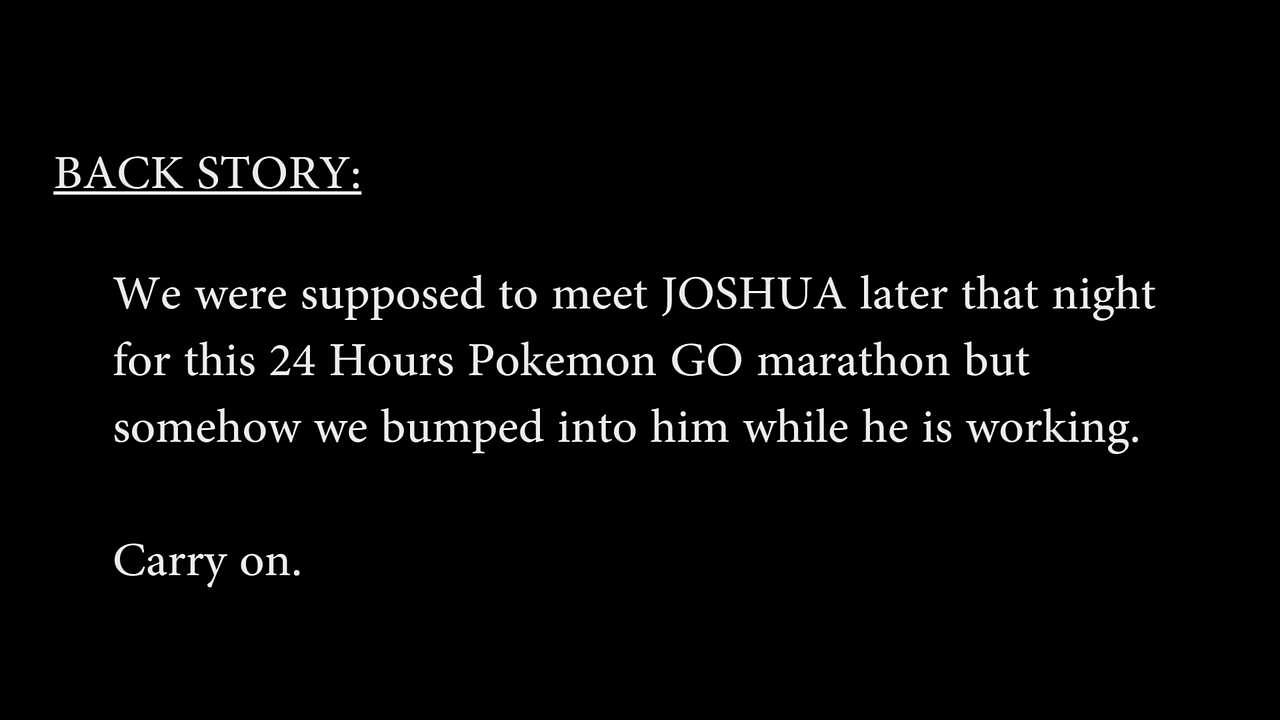 BACK STORY:
We were supposed to meet JOSHUA later that night
for this 24 Hours Pokemon GO marathon but
somehow we bumped into him while he is working.
Carry on.